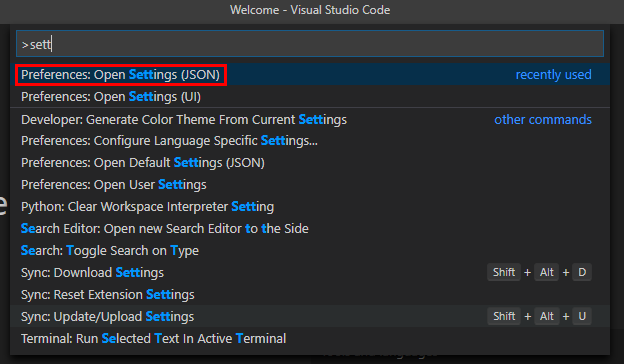 Welcome - Visual Studio Code
>sett
Preferences: Open Settings (JSON) recently used
Preferences: Open Settings (UI)
Developer: Generate Color Theme From Current Settings other commands
Preferences: Configure Language Specific Settings...
Preferences: Open Default Settings (JSON)
Preferences: Open User Settings
Python: Clear Workspace Interpreter Setting
Search Editor: Open new Search Editor to the Side
Search: Toggle Search on Type
Sync: Download Settings Shift + Alt + D
Sync: Reset Extension Settings
Sync: Update/Upload Settings Shift + Alt + U
Terminal: Run Selected Text In Active Terminal